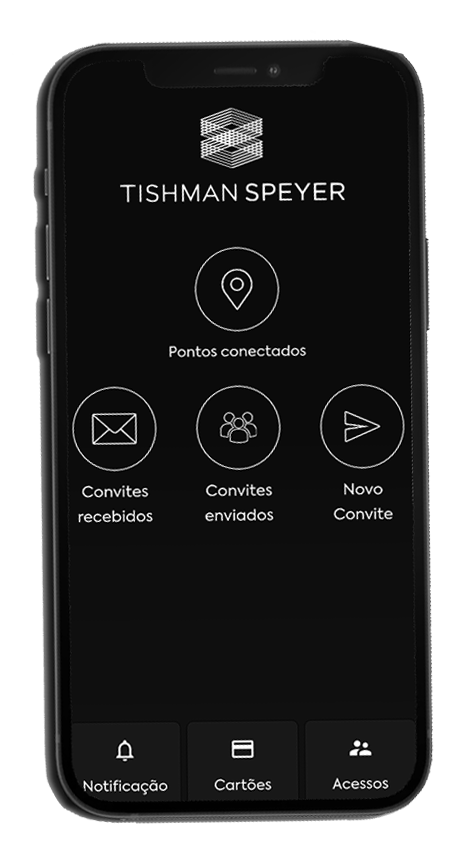 TISHMAN SPEYER
Pontos conectados
Convites
recebidos
Convites
enviados
Novo
Convite
Notificação
Cartões
Acessos